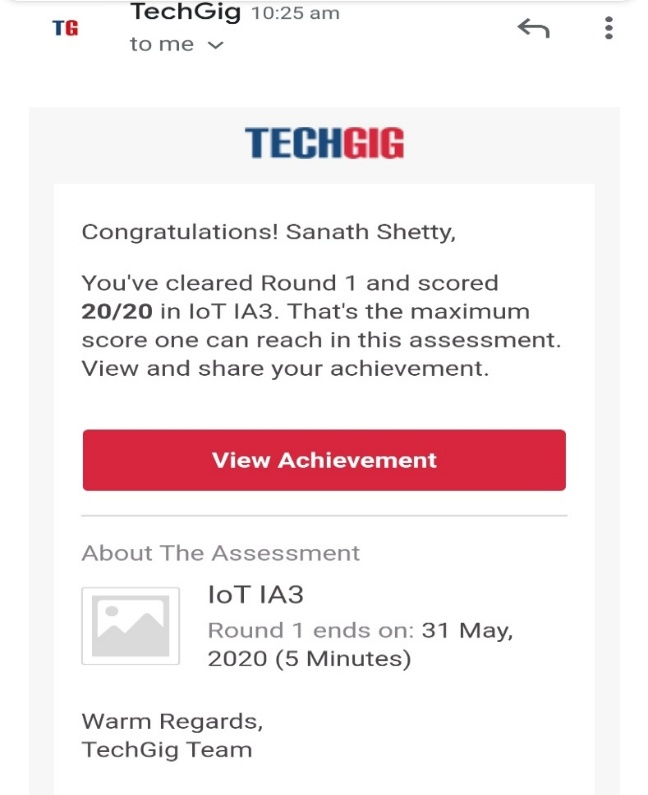 TG
TechGig 10:25 am
to me
TECHGIG
Congratulations! Sanath Shetty,
You've cleared Round 1 and scored
20/20 in IoT IA3. That's the maximum
score one can reach in this assessment.
View and share your achievement.
View Achievement
About The Assessment
IoT IA3
Round 1 ends on: 31 May,
2020 (5 Minutes)
Warm Regards,
TechGig Team